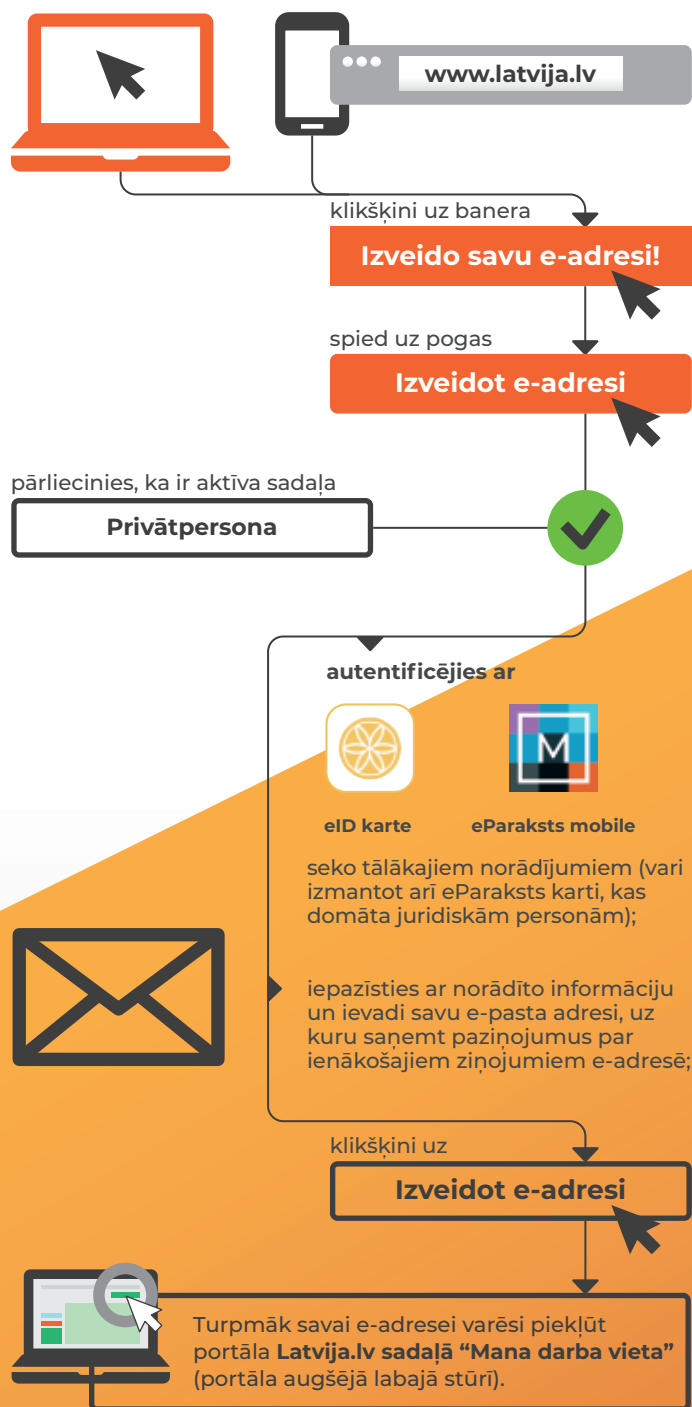 www.latvija.lv
klikšķini uz banera
Izveido savu e-adresi!
spied uz pogas
Izveidot e-adresi
pārliecinies, ka ir aktīva sadaļa
Privātpersona
autentificējies ar
M
eID karte
eParaksts mobile
seko tālākajiem norādījumiem (vari
izmantot arī eParaksts karti, kas
domāta juridiskām personām);
iepazīsties ar norādīto informāciju
un ievadi savu e-pasta adresi, uz
kuru saņemt paziņojumus par
ienākošajiem ziņojumiem e-adresē;
klikšķini uz
Izveidot e-adresi
Turpmāk savai e-adresei varēsi piekļūt
portāla Latvija.lv sadaļā “Mana darba vieta”
(portāla augšējā labajā stūrī).